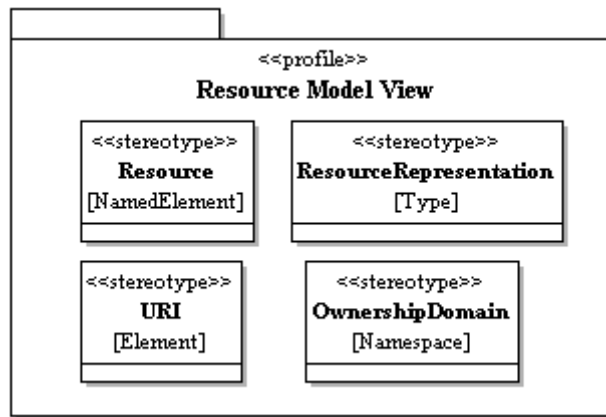 <<profile>>
Resource Model View
<<stereotype>>
Resource
[NamedElement]
<<stereotype>>
ResourceRepresentation
[Type]
<<stereotype>>
URI
[Element]
<<stereotype>>
OwnershipDomain
[Namespace]